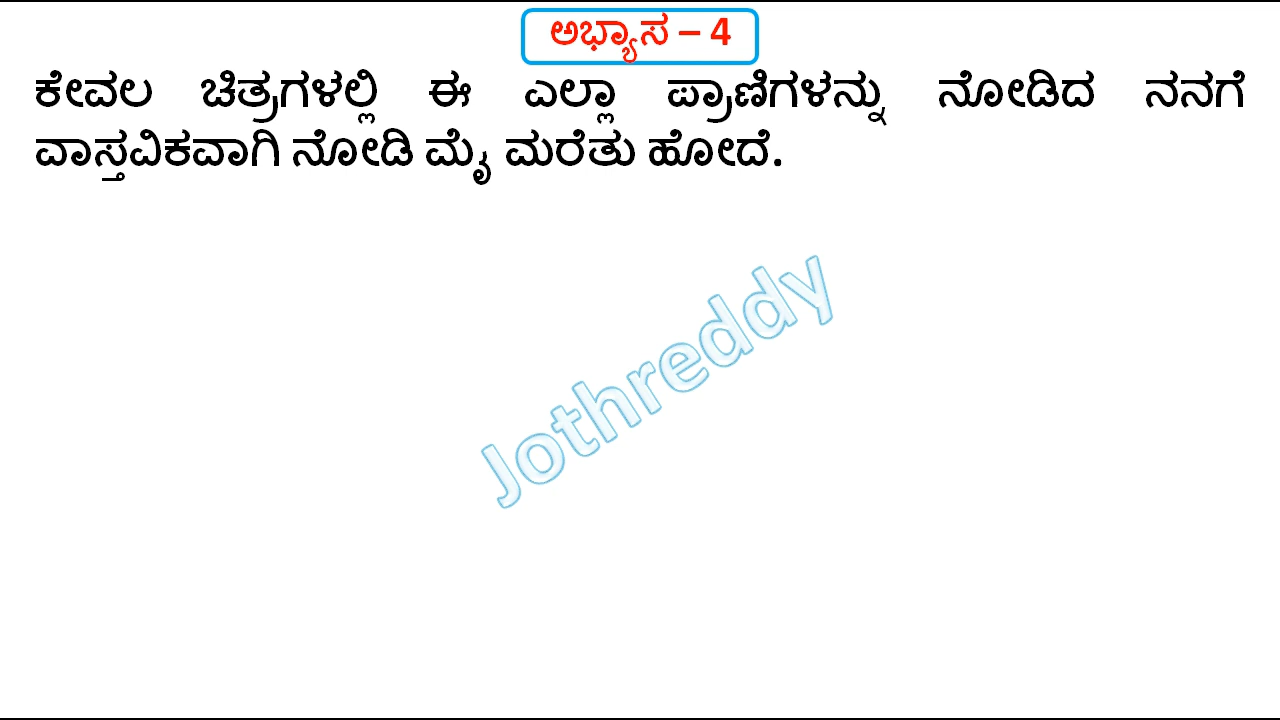 ಅಭ್ಯಾಸ – 4
ಕೇವಲ ಚಿತ್ರಗಳಲ್ಲಿ ಈ ಎಲ್ಲಾ ಪ್ರಾಣಿಗಳನ್ನು ನೋಡಿದ ನನಗೆ
ವಾಸ್ತವಿಕವಾಗಿ ನೋಡಿ ಮೈ ಮರೆತು ಹೋದೆ.
Jothreddy